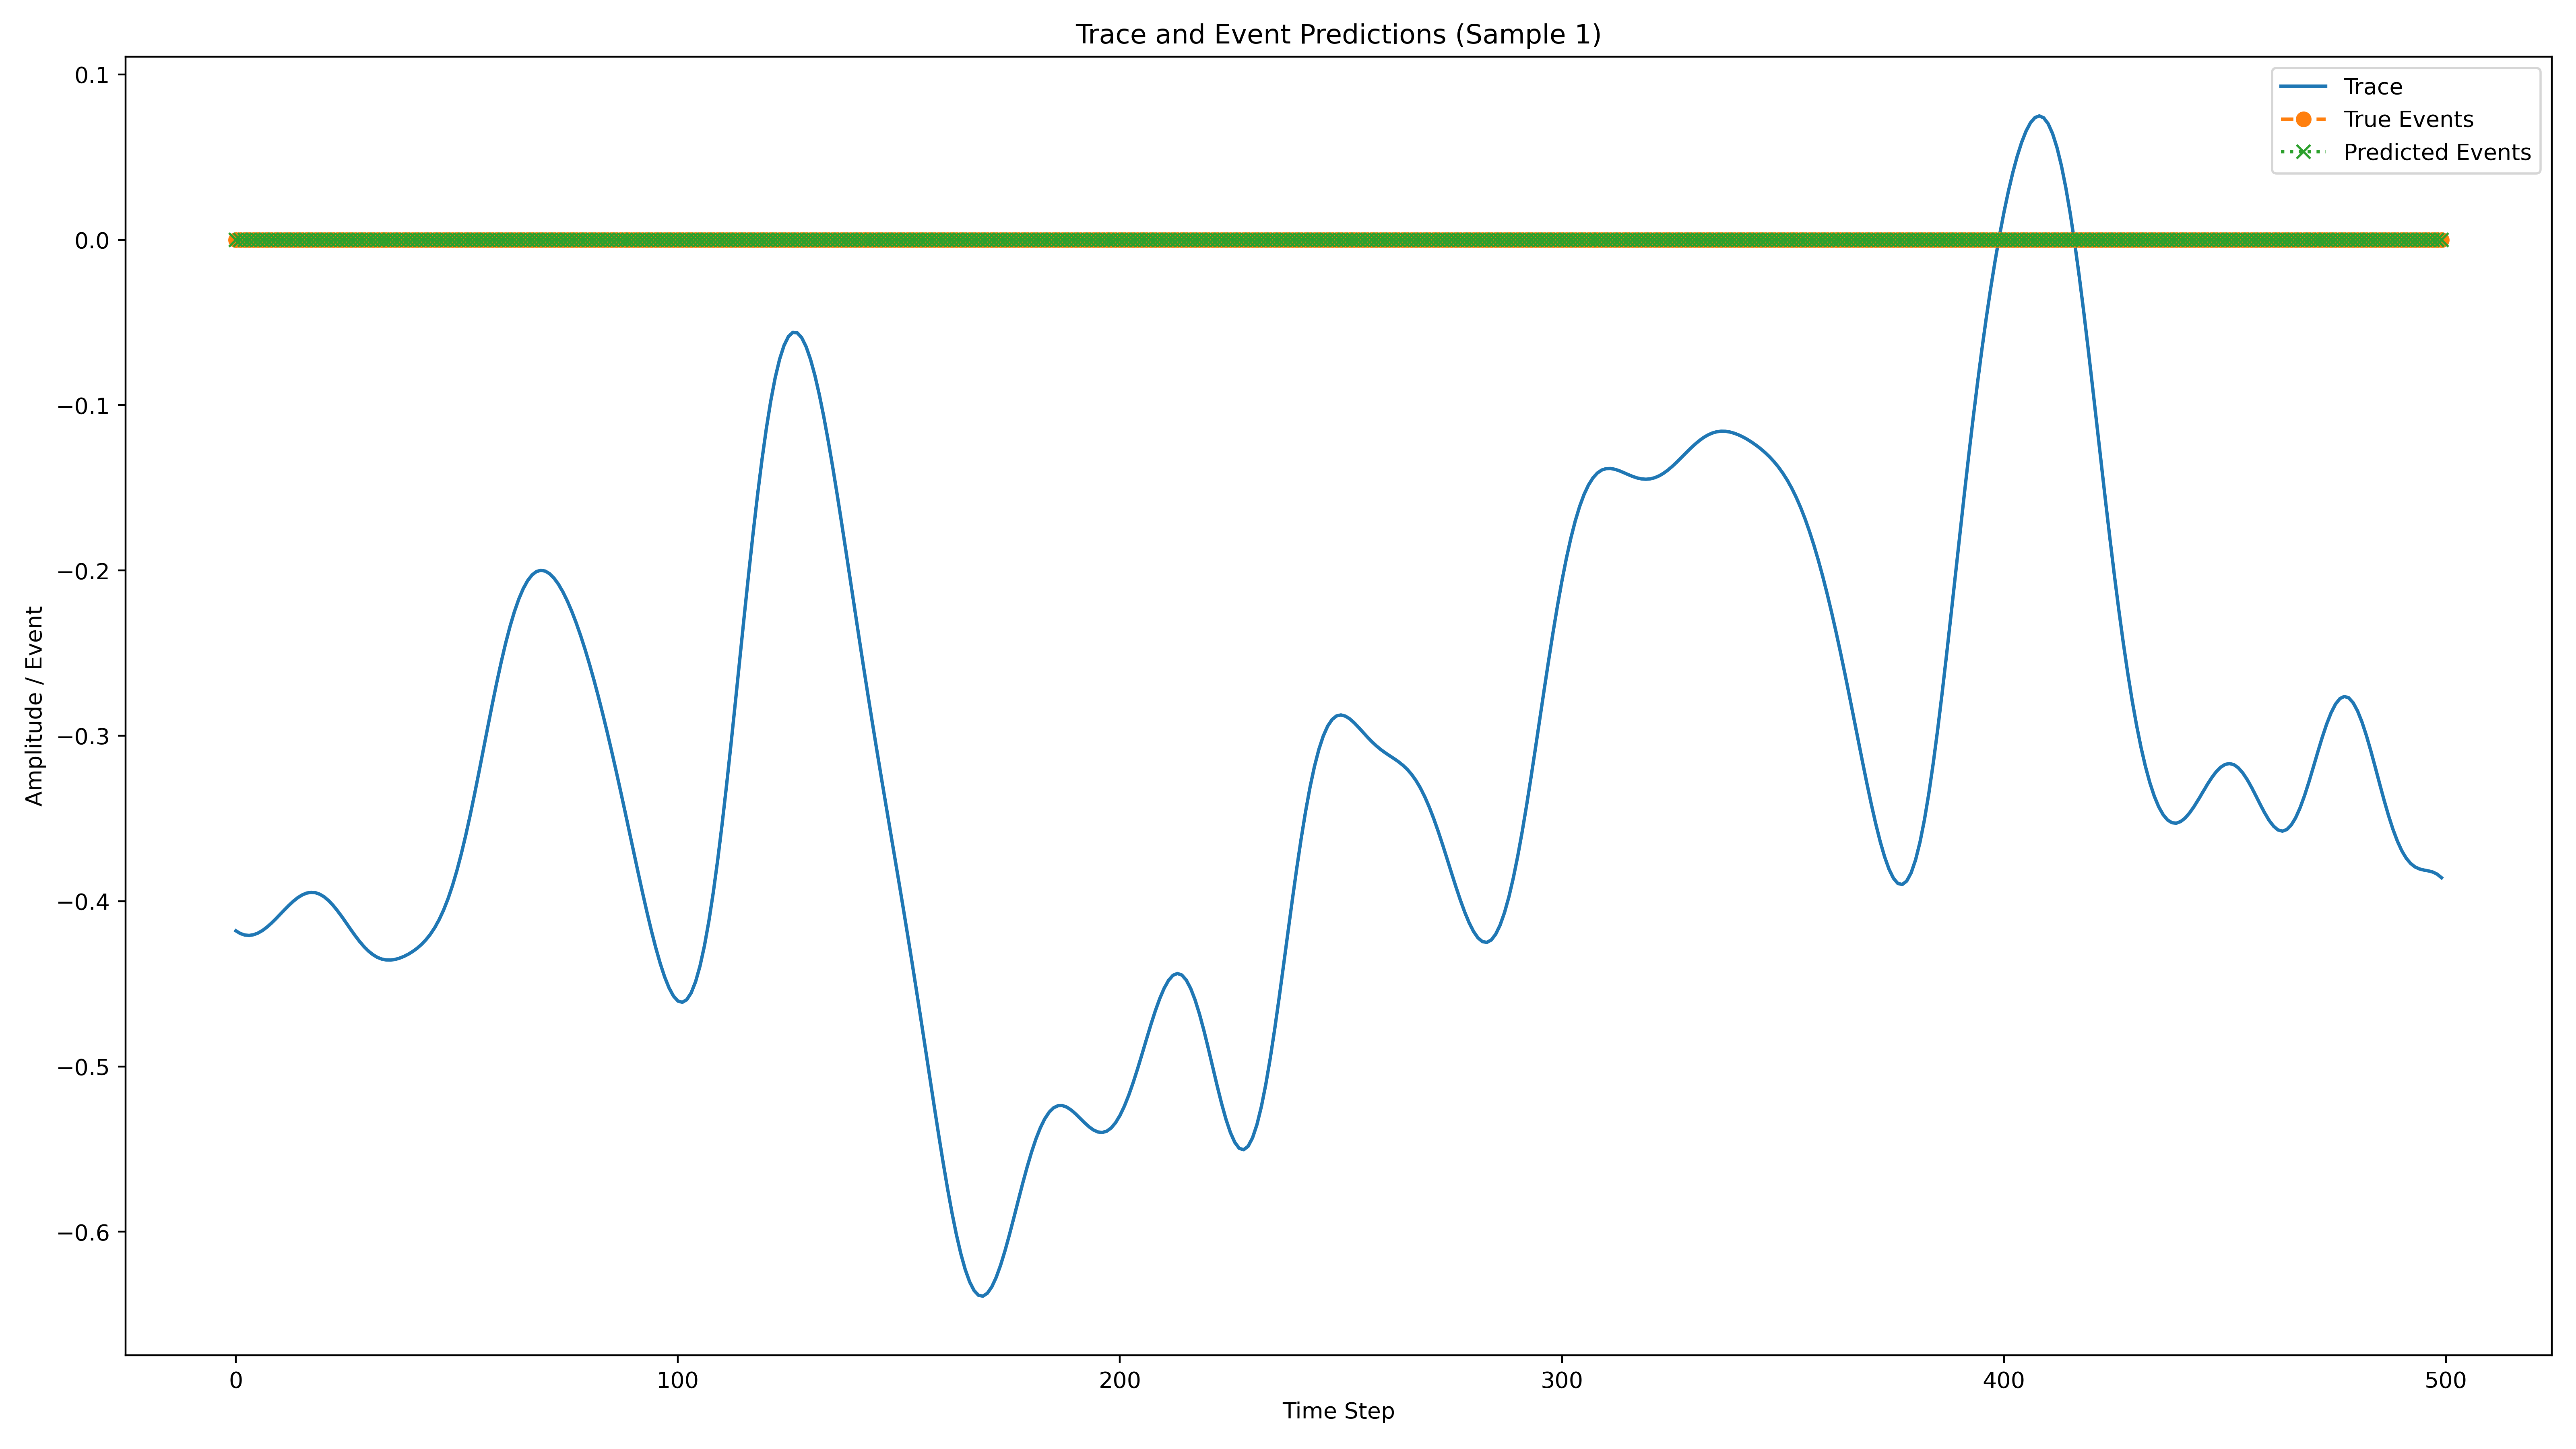 Trace and Event Predictions (Sample 1)
Trace
True Events
Predicted Events
Amplitude / Event
0.1
0.0
−0.1
−0.2
−0.3
−0.4
−0.5
−0.6
0 100 200 300 400 500
Time Step